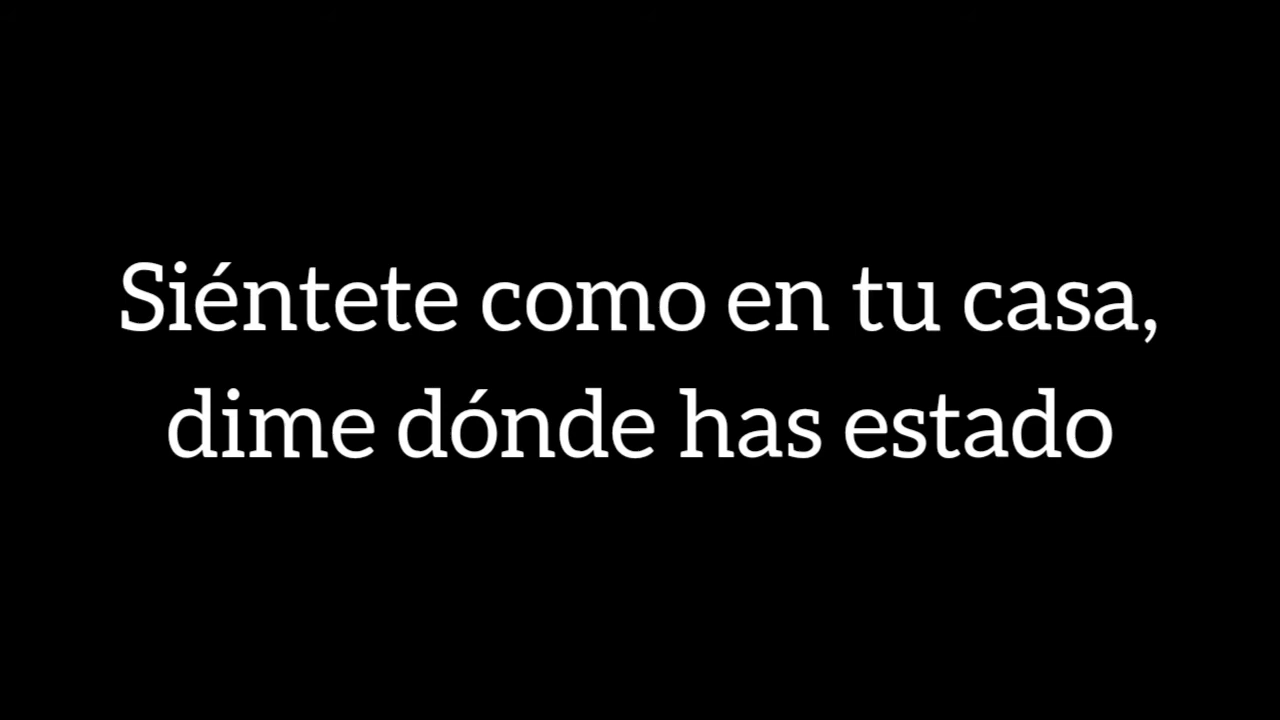 Siéntete como en tu casa,
dime dónde has estado